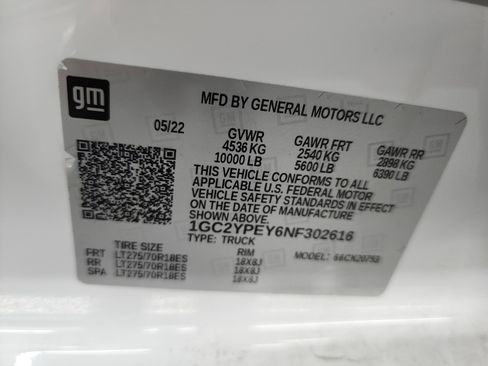 gm
MFD BY GENERAL MOTORS LLC
05/22
GVWR GAWR FRT GAWR RR
4536 KG 2540 KG 2898 KG
10000 LB 5600 LB 6390 LB
THIS VEHICLE CONFORMS TO ALL
APPLICABLE U.S. FEDERAL MOTOR
VEHICLE SAFETY STANDARDS IN EFFECT
ON THE DATE OF MANUFACTURE
SHOWN ABOVE.
1GC2YPEY6NF302616
TYPE: TRUCK
TIRE SIZE RIM
FRT LT275/70R18ES 18X8J
RR LT275/70R18ES 18X8J
SPA LT275/70R18ES 18X8J